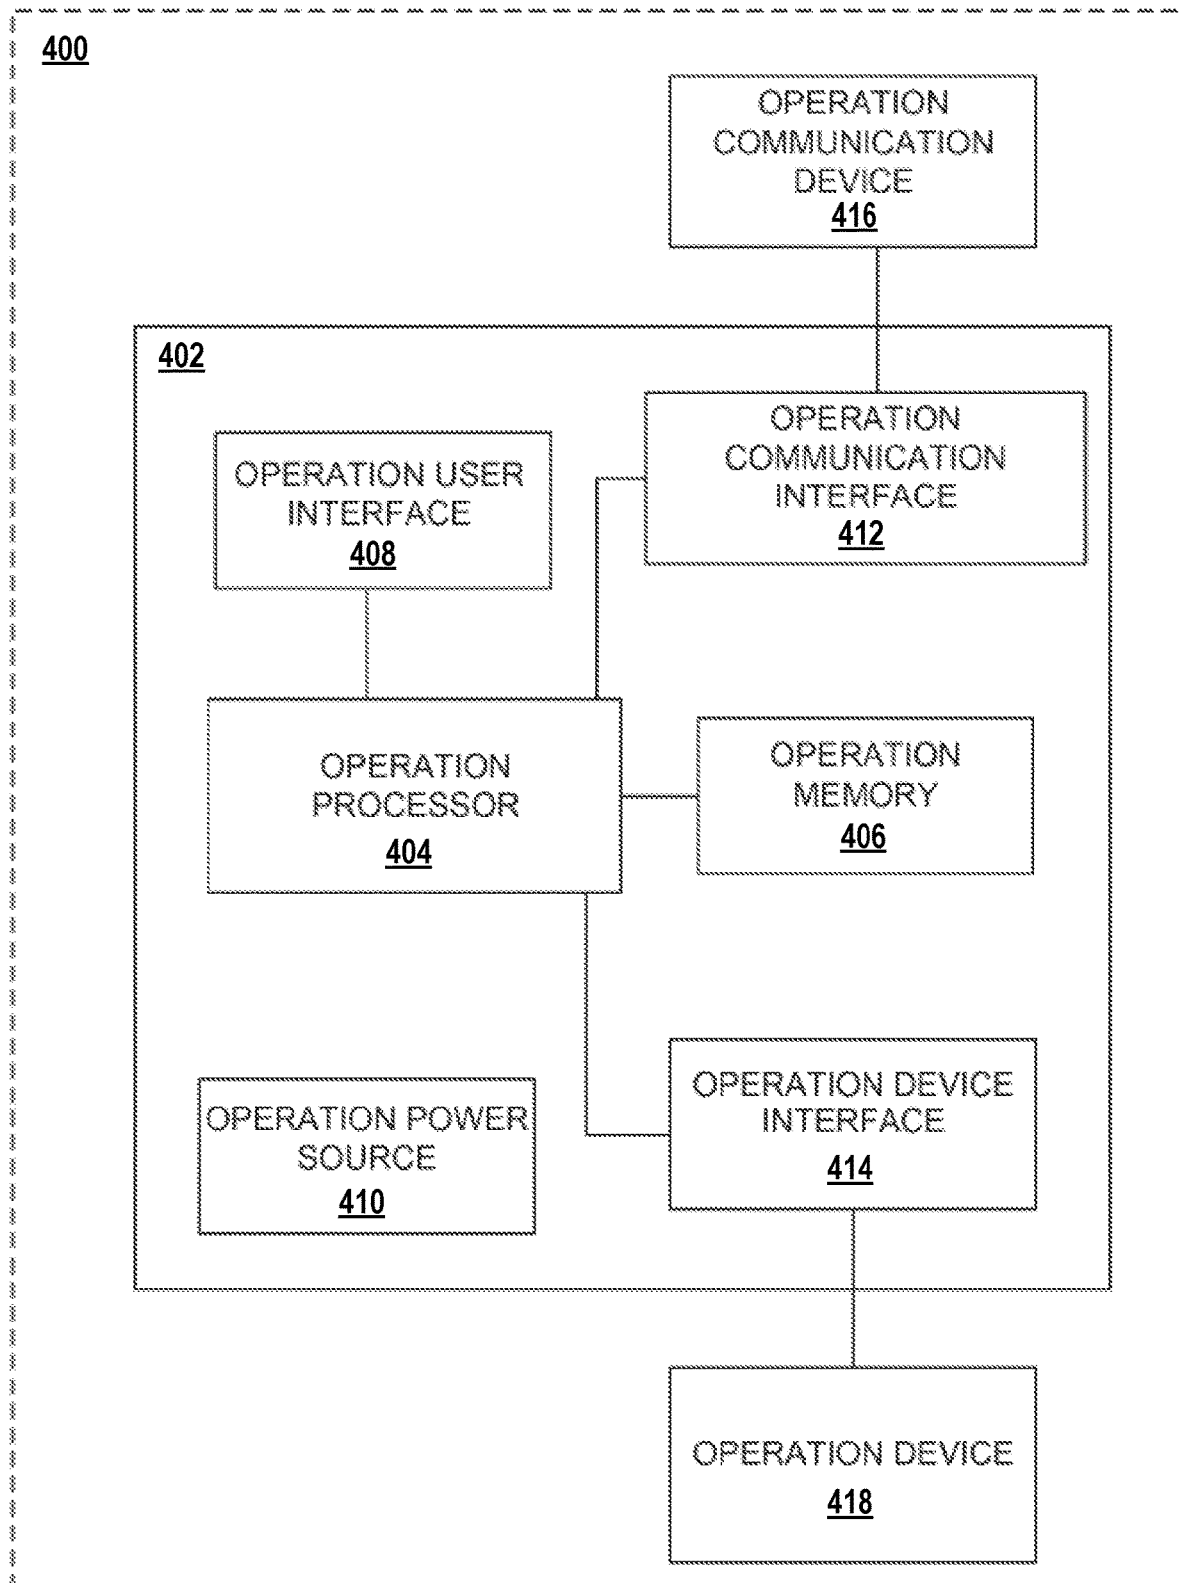 400
OPERATION
COMMUNICATION
DEVICE
416
402
OPERATION
COMMUNICATION
INTERFACE
412
OPERATION USER
INTERFACE
408
OPERATION
PROCESSOR
404
OPERATION
MEMORY
406
OPERATION DEVICE
INTERFACE
414
OPERATION POWER
SOURCE
410
OPERATION DEVICE
418